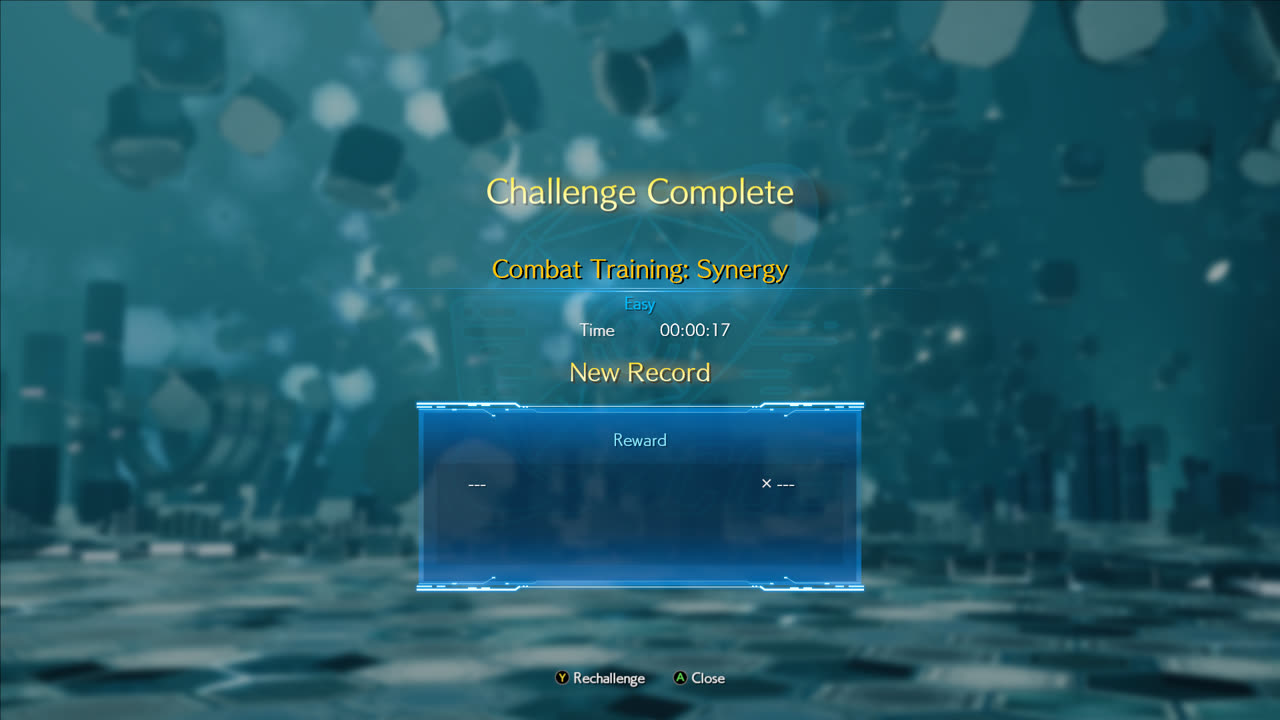 Challenge Complete
Combat Training: Synergy
Easy
Time 00:00:17
New Record
Reward
--- × ---
Y Rechallenge A Close